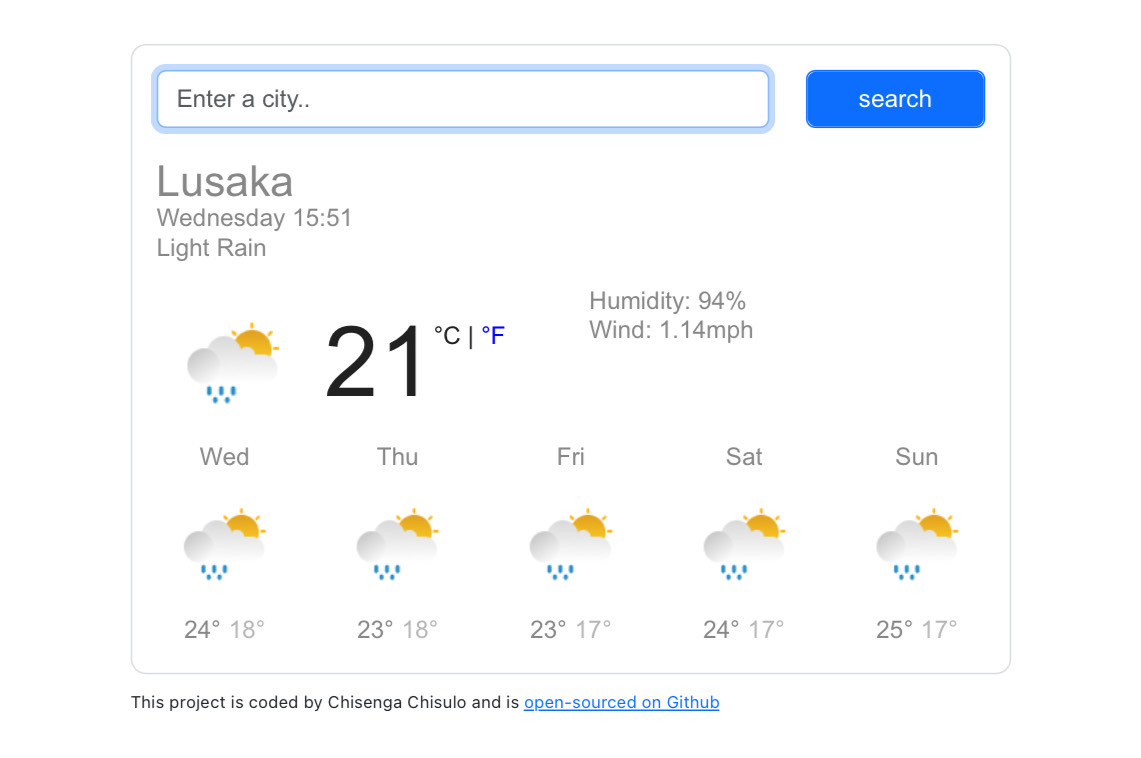 Enter a city..
search
Lusaka
Wednesday 15:51
Light Rain
Humidity: 94%
Wind: 1.14mph
21 °C | °F
Wed Thu Fri Sat Sun
24° 18° 23° 18° 23° 17° 24° 17° 25° 17°
This project is coded by Chisenga Chisulo and is open-sourced on Github